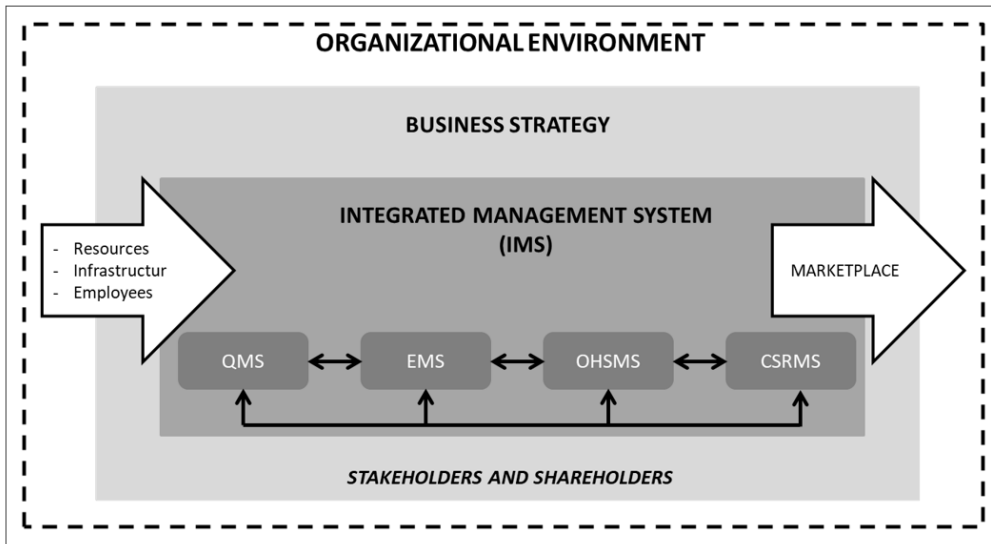 ORGANIZATIONAL ENVIRONMENT
BUSINESS STRATEGY
INTEGRATED MANAGEMENT SYSTEM
(IMS)
- Resources
- Infrastructur
- Employees
MARKETPLACE
QMS
EMS
OHSMS
CSRMS
STAKEHOLDERS AND SHAREHOLDERS